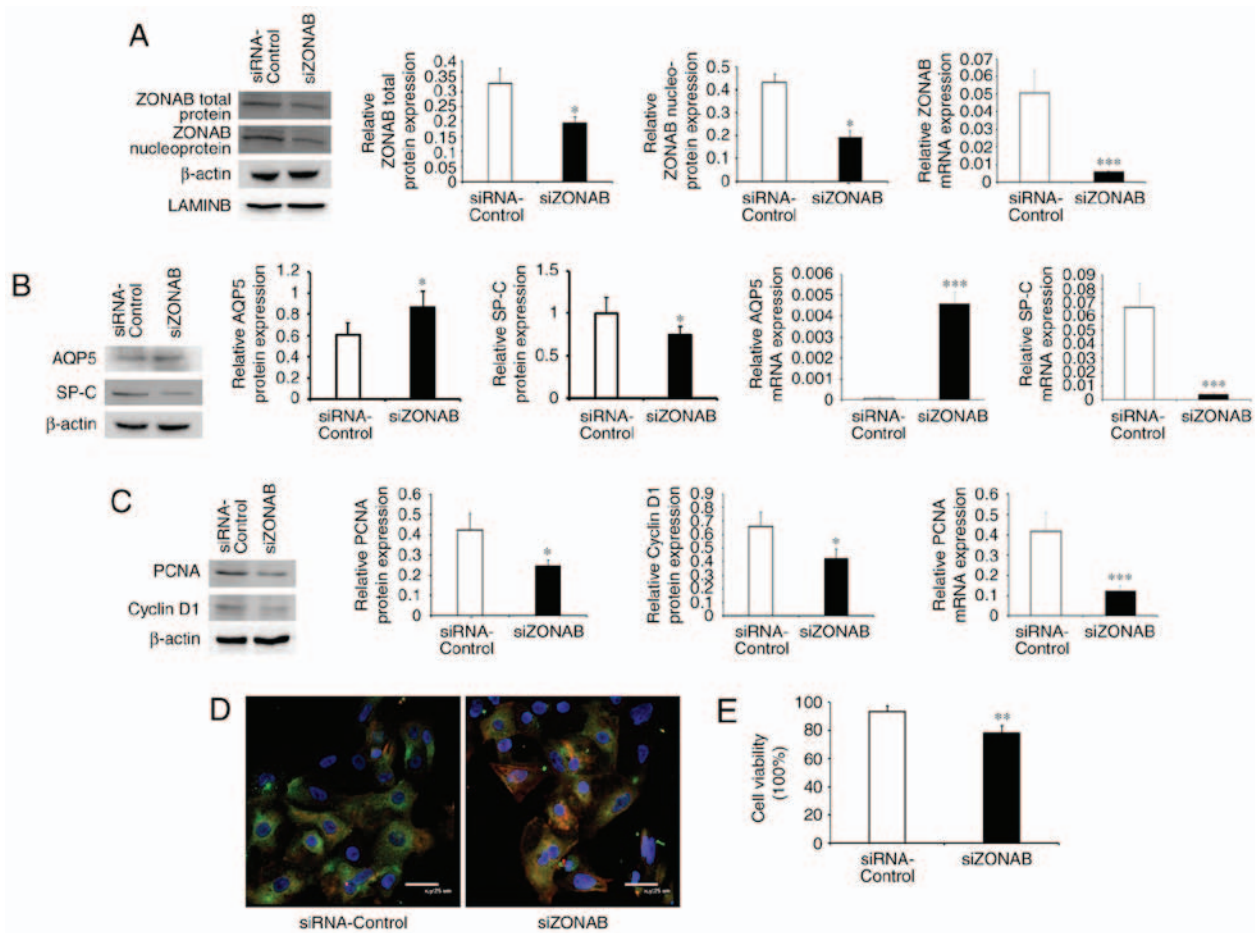 A
siRNA-
Control
siZONAB
ZONAB total
protein
ZONAB
nucleoprotein
β-actin
LAMINB
Relative
ZONAB total
protein expression
0.4
0.35
0.3
0.25
0.2
0.15
0.1
0.05
0
*
siRNA-
Control
siZONAB
Relative
ZONAB nucleo-
protein expression
0.5
0.4
0.3
0.2
0.1
0
*
siRNA-
Control
siZONAB
Relative ZONAB
mRNA expression
0.07
0.06
0.05
0.04
0.03
0.02
0.01
0
***
siRNA-
Control
siZONAB
B
siRNA-
Control
siZONAB
AQP5
SP-C
β-actin
Relative AQP5
protein expression
1.2
1
0.8
0.6
0.4
0.2
0
*
siRNA-
Control
siZONAB
Relative SP-C
protein expression
1.5
1
0.5
0
*
siRNA-
Control
siZONAB
Relative AQP5
mRNA expression
0.006
0.005
0.004
0.003
0.002
0.001
0
***
siRNA-
Control
siZONAB
Relative SP-C
mRNA expression
0.09
0.08
0.07
0.06
0.05
0.04
0.03
0.02
0.01
0
***
siRNA-
Control
siZONAB
C
siRNA-
Control
siZONAB
PCNA
Cyclin D1
β-actin
Relative PCNA
protein expression
0.6
0.5
0.4
0.3
0.2
0.1
0
*
siRNA-
Control
siZONAB
Relative Cyclin D1
protein expression
0.9
0.8
0.7
0.6
0.5
0.4
0.3
0.2
0.1
0
*
siRNA-
Control
siZONAB
Relative PCNA
mRNA expression
0.6
0.5
0.4
0.3
0.2
0.1
0
***
siRNA-
Control
siZONAB
D
siRNA-Control
siZONAB
E
Cell viability
(100%)
100
80
60
40
20
0
**
siRNA-
Control
siZONAB